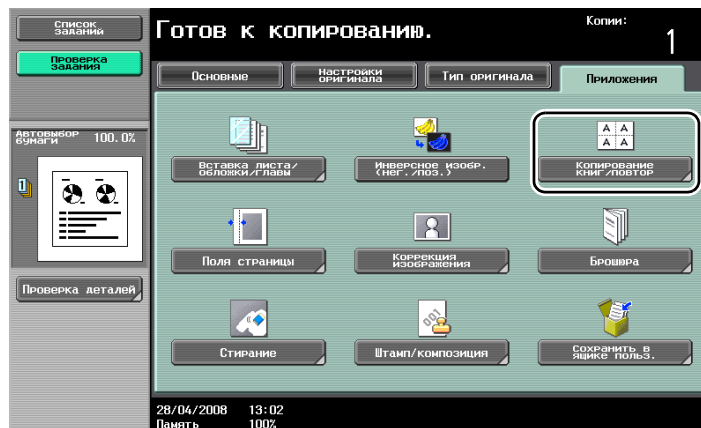 Список
заданий
Готов к копированию.
Копии:
1
Проверка
задания
Основные
Настройки
оригинала
Тип оригинала
Приложения
Автовыбор
бумаги
100.0%
Вставка листа/
обложки/главы
Инверсное изобр.
(нег./поз.)
A A
A A
Копирование
книг/повтор
Поля страницы
Коррекция
изображения
Брошюра
Проверка деталей
001
Стирание
Штамп/композиция
Сохранить в
ящике польз.
28/04/2008 13:02
Память 100%